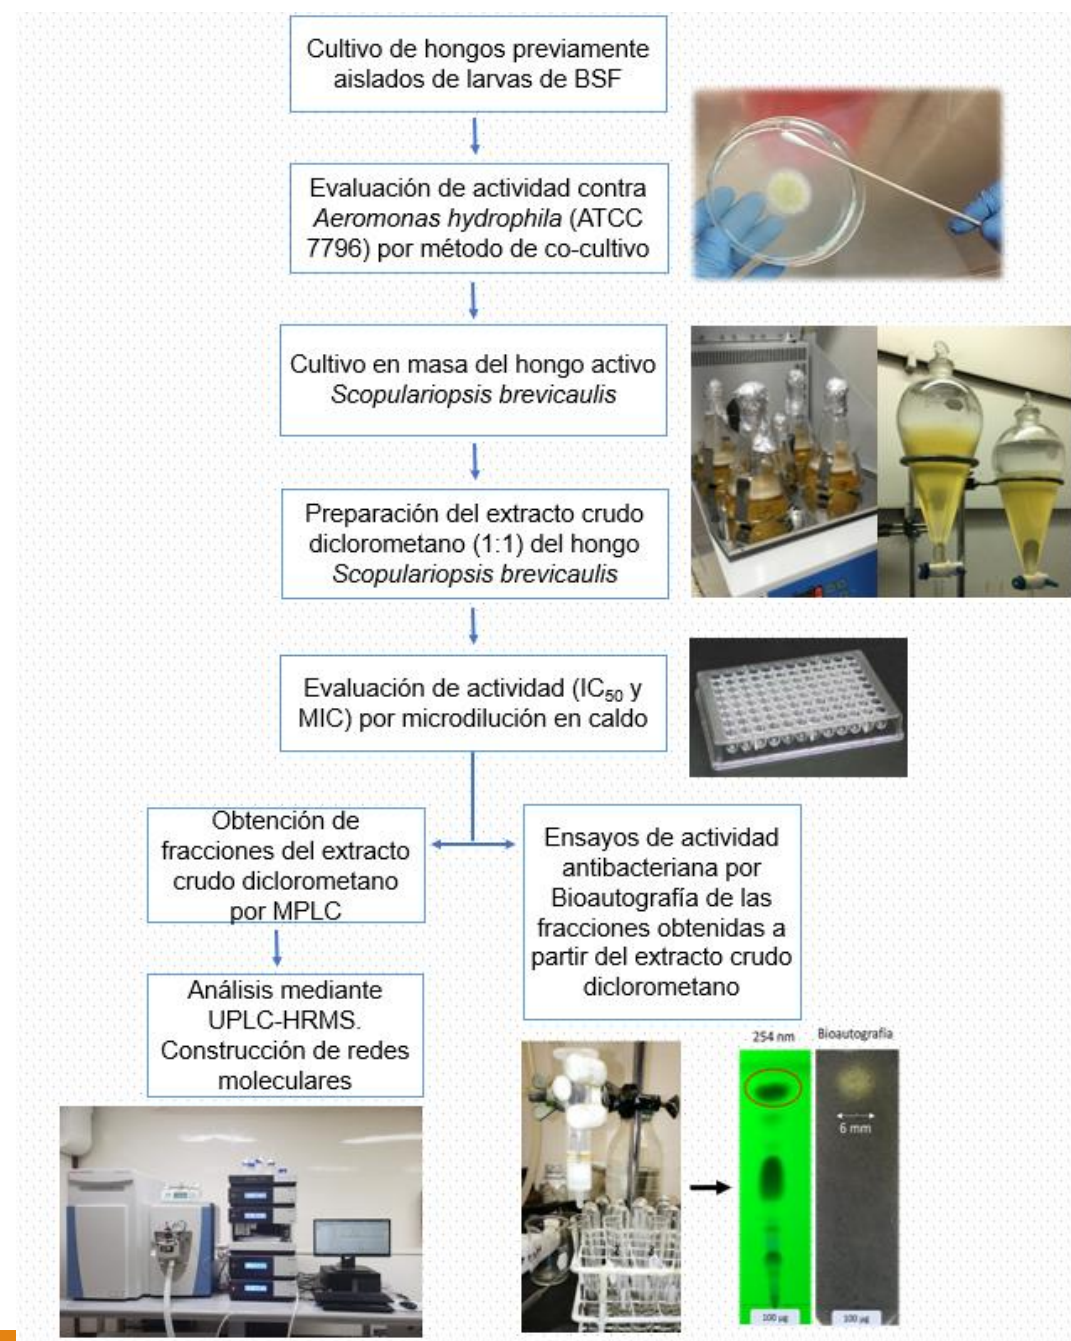 Cultivo de hongos previamente
aislados de larvas de BSF
Evaluación de actividad contra
Aeromonas hydrophila (ATCC
7796) por método de co-cultivo
Cultivo en masa del hongo activo
Scopulariopsis brevicaulis
Preparación del extracto crudo
diclorometano (1:1) del hongo
Scopulariopsis brevicaulis
Evaluación de actividad (IC₅₀ y
MIC) por microdilución en caldo
Obtención de
fracciones del extracto
crudo diclorometano
por MPLC
Ensayos de actividad
antibacteriana por
Bioautografía de las
fracciones obtenidas a
partir del extracto crudo
diclorometano
Análisis mediante
UPLC-HRMS.
Construcción de redes
moleculares
254 nm
Bioautografia
6 mm
100 µg
100 µg